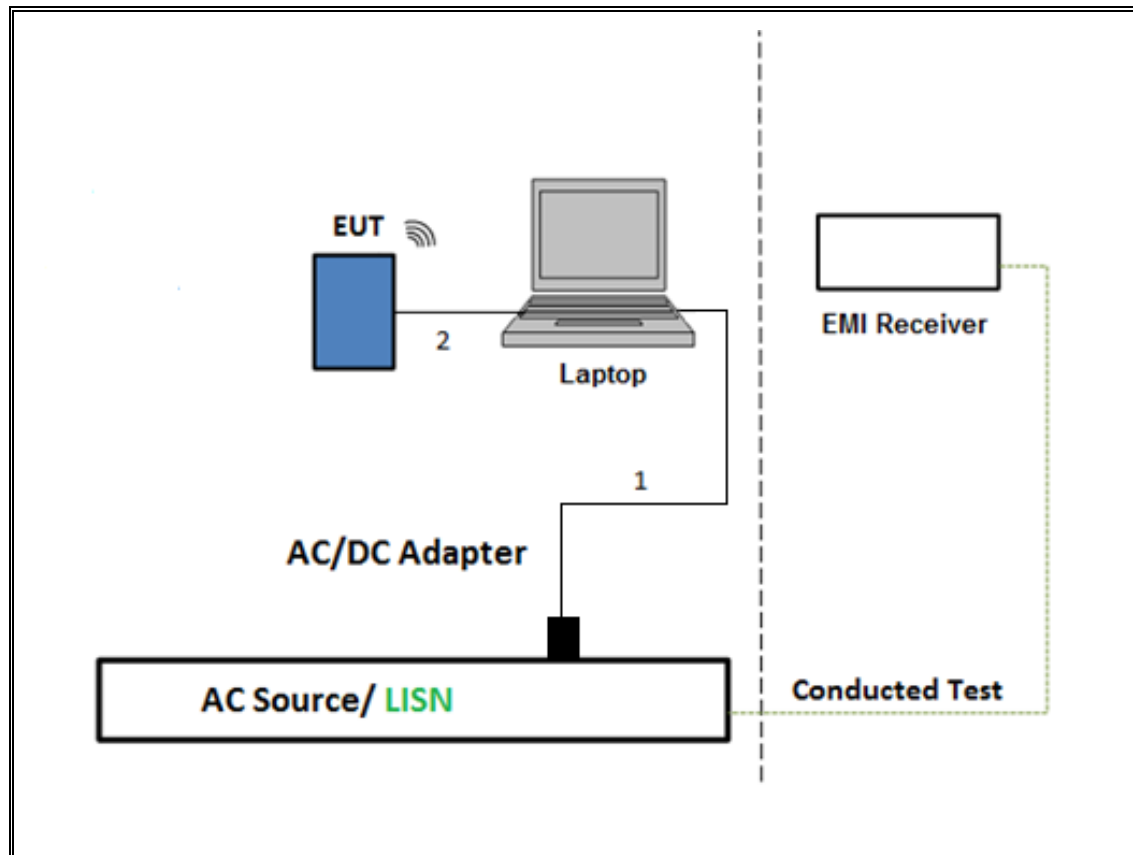 EUT
2
Laptop
EMI Receiver
1
AC/DC Adapter
AC Source/ LISN
Conducted Test